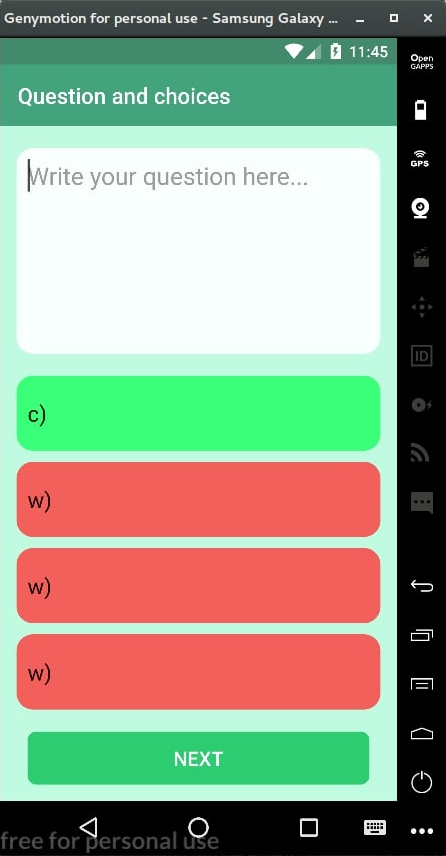 Genymotion for personal use - Samsung Galaxy ...
11:45
Open
GAPPS
Question and choices
GPS
Write your question here...
ID
c)
w)
w)
w)
NEXT
free for personal use